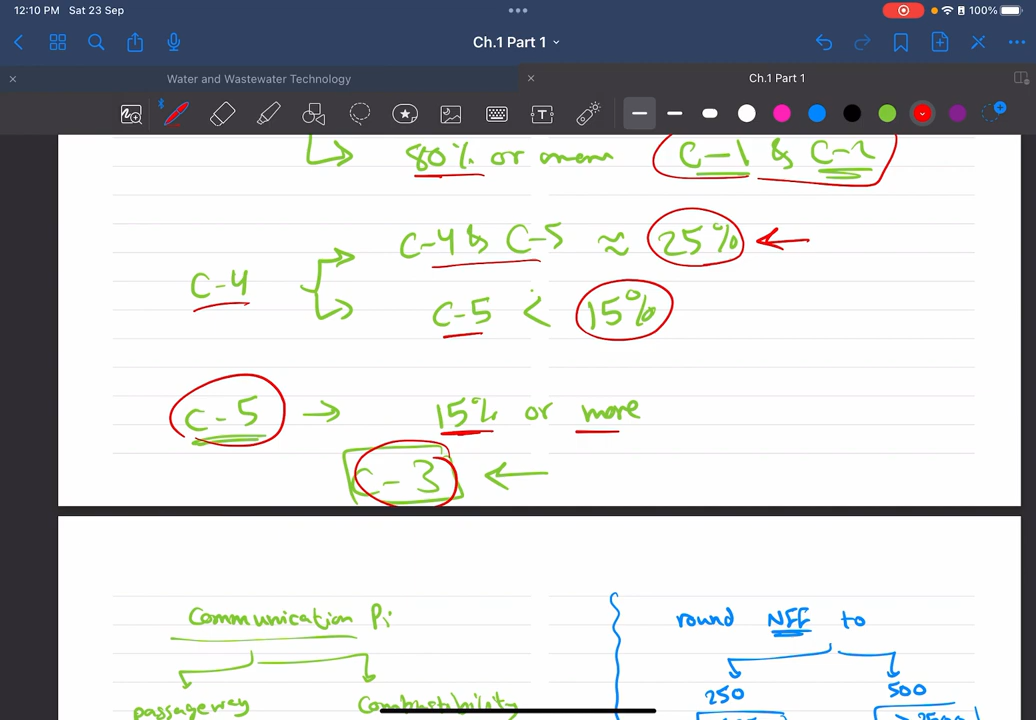 12:10 PM Sat 23 Sep
100%
Ch.1 Part 1
Water and Wastewater Technology
Ch.1 Part 1
80% or more C-1 & C-2
C-4 & C-5 ≈ 25%
C-4
C-5 < 15%
C-5 → 15% or more
C-3 ←
Communication Pi
round NFF to
250 500
passageway Combustibility